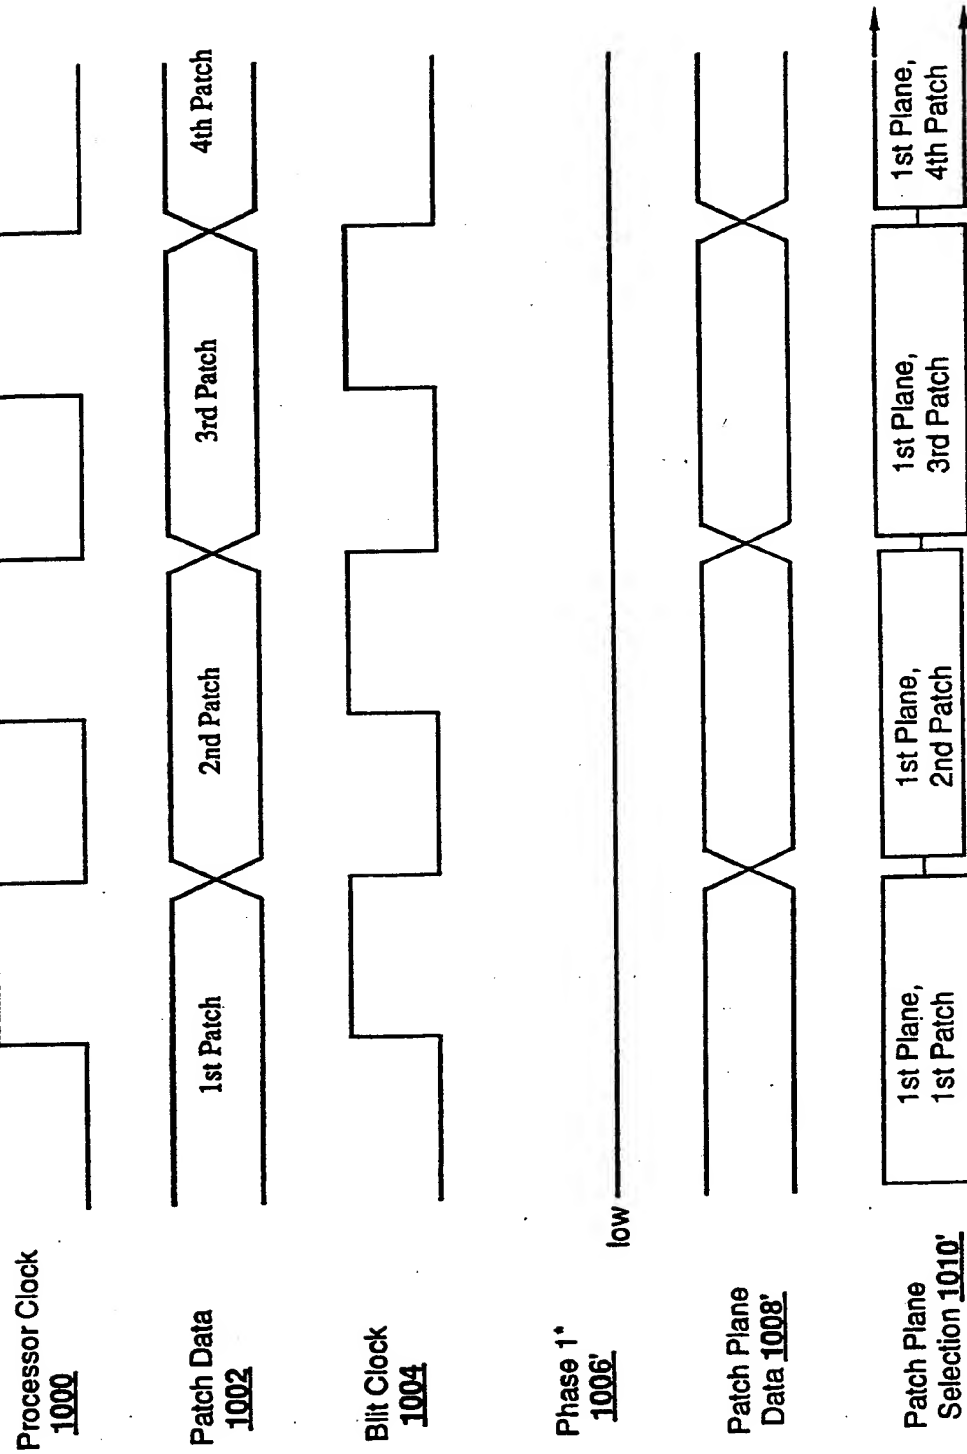 Processor Clock
1000
Patch Data
1002
1st Patch
2nd Patch
3rd Patch
4th Patch
Blit Clock
1004
Phase 1*
1006'
low
Patch Plane
Data 1008'
Patch Plane
Selection 1010'
1st Plane,
1st Patch
1st Plane,
2nd Patch
1st Plane,
3rd Patch
1st Plane,
4th Patch